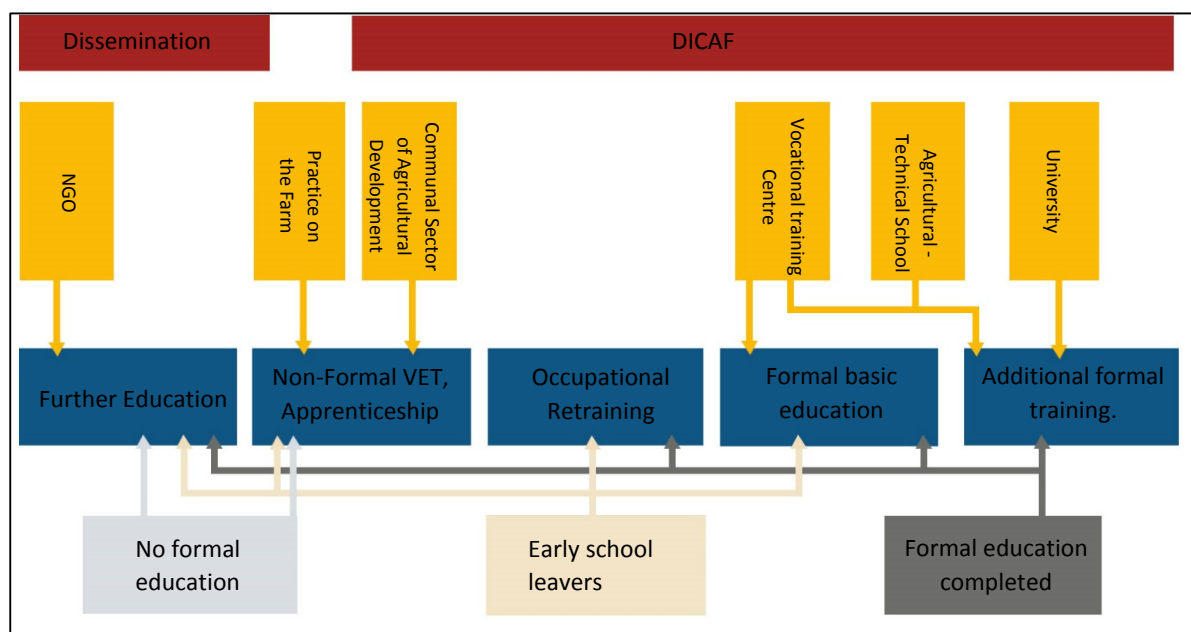 Dissemination
DICAF
NGO
Practice on
the Farm
Communal Sector
of Agricultural
Development
Vocational training
Centre
Agricultural -
Technical School
University
Further Education
Non-Formal VET,
Apprenticeship
Occupational
Retraining
Formal basic
education
Additional formal
training.
No formal
education
Early school
leavers
Formal education
completed